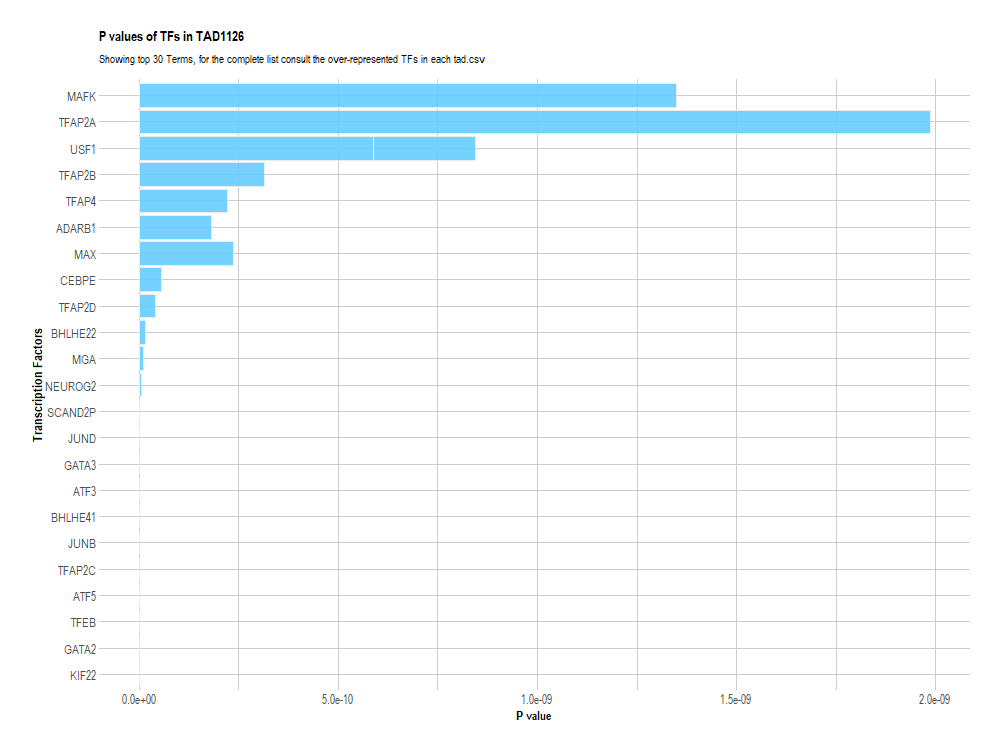 P values of TFs in TAD1126
Showing top 30 Terms, for the complete list consult the over-represented TFs in each tad.csv
Transcription Factors
MAFK
TFAP2A
USF1
TFAP2B
TFAP4
ADARB1
MAX
CEBPE
TFAP2D
BHLHE22
MGA
NEUROG2
SCAND2P
JUND
GATA3
ATF3
BHLHE41
JUNB
TFAP2C
ATF5
TFEB
GATA2
KIF22
0.0e+00 5.0e-10 1.0e-09 1.5e-09 2.0e-09
P value